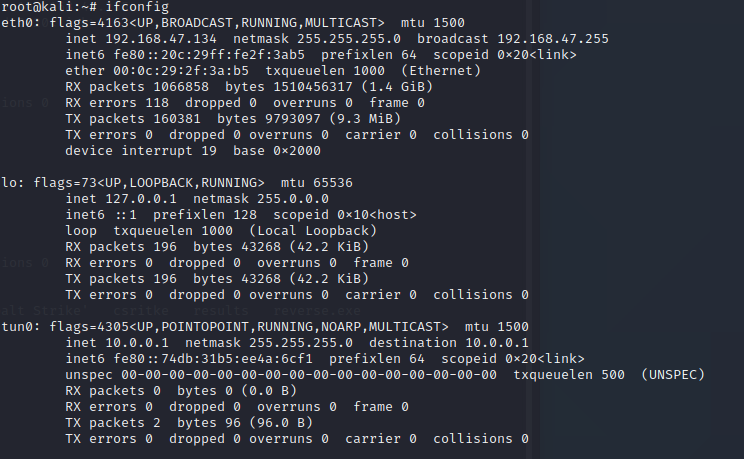 root@kali:~# ifconfig
eth0: flags=4163<UP,BROADCAST,RUNNING,MULTICAST>  mtu 1500
        inet 192.168.47.134  netmask 255.255.255.0  broadcast 192.168.47.255
        inet6 fe80::20c:29ff:fe2f:3ab5  prefixlen 64  scopeid 0×20<link>
        ether 00:0c:29:2f:3a:b5  txqueuelen 1000  (Ethernet)
        RX packets 1066858  bytes 1510456317 (1.4 GiB)
        RX errors 118  dropped 0  overruns 0  frame 0
        TX packets 160381  bytes 9793097 (9.3 MiB)
        TX errors 0  dropped 0 overruns 0  carrier 0  collisions 0
        device interrupt 19  base 0×2000

lo: flags=73<UP,LOOPBACK,RUNNING>  mtu 65536
        inet 127.0.0.1  netmask 255.0.0.0
        inet6 ::1  prefixlen 128  scopeid 0×10<host>
        loop  txqueuelen 1000  (Local Loopback)
        RX packets 196  bytes 43268 (42.2 KiB)
        RX errors 0  dropped 0  overruns 0  frame 0
        TX packets 196  bytes 43268 (42.2 KiB)
        TX errors 0  dropped 0 overruns 0  carrier 0  collisions 0

tun0: flags=4305<UP,POINTOPOINT,RUNNING,NOARP,MULTICAST>  mtu 1500
        inet 10.0.0.1  netmask 255.255.255.0  destination 10.0.0.1
        inet6 fe80::74db:31b5:ee4a:6cf1  prefixlen 64  scopeid 0×20<link>
        unspec 00-00-00-00-00-00-00-00-00-00-00-00-00-00-00-00  txqueuelen 500  (UNSPEC)
        RX packets 0  bytes 0 (0.0 B)
        RX errors 0  dropped 0  overruns 0  frame 0
        TX packets 2  bytes 96 (96.0 B)
        TX errors 0  dropped 0 overruns 0  carrier 0  collisions 0